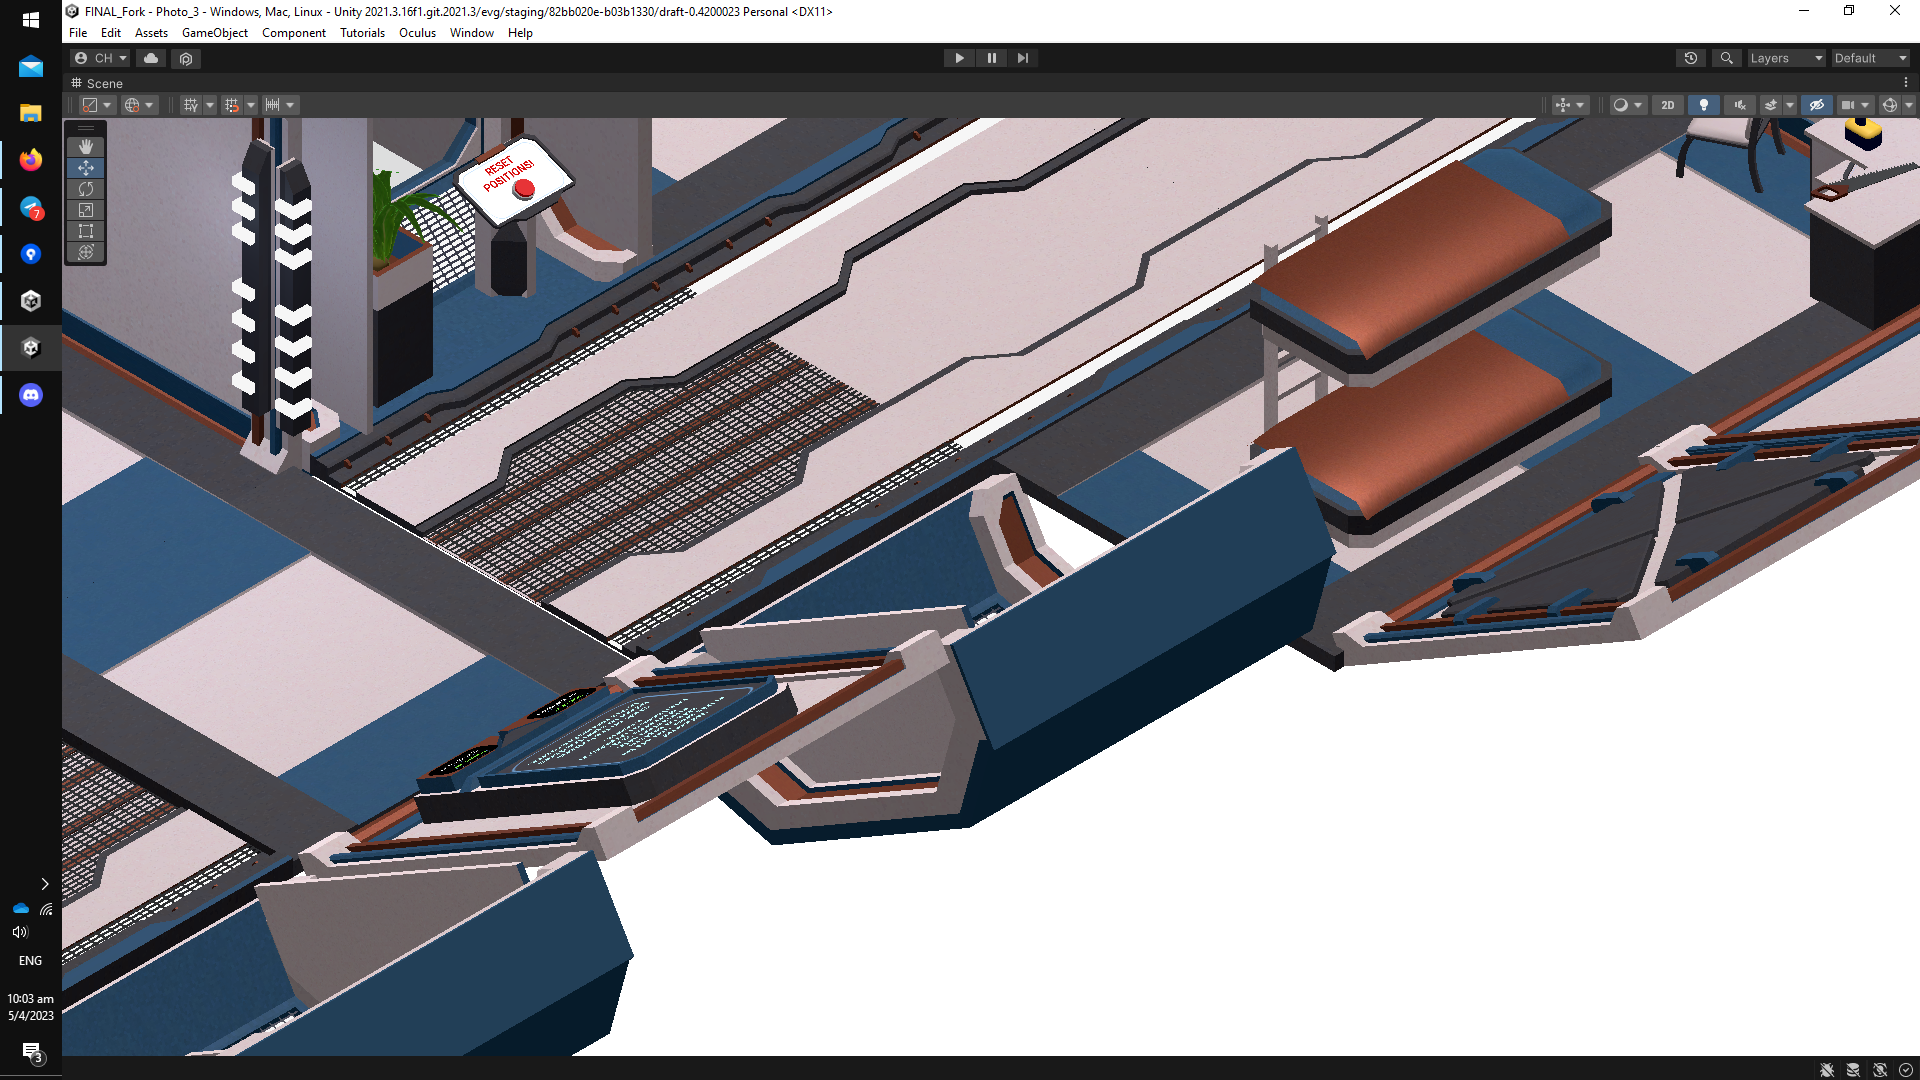 FINAL_Fork - Photo_3 - Windows, Mac, Linux - Unity 2021.3.16f1.git.2021.3/evg/staging/82bb020e-b03b1330/draft-0.4200023 Personal <DX11>
File Edit Assets GameObject Component Tutorials Oculus Window Help
CH
Layers
Default
Scene
2D
RESET
POSITIONS!
7
ENG
10:03 am
5/4/2023
3